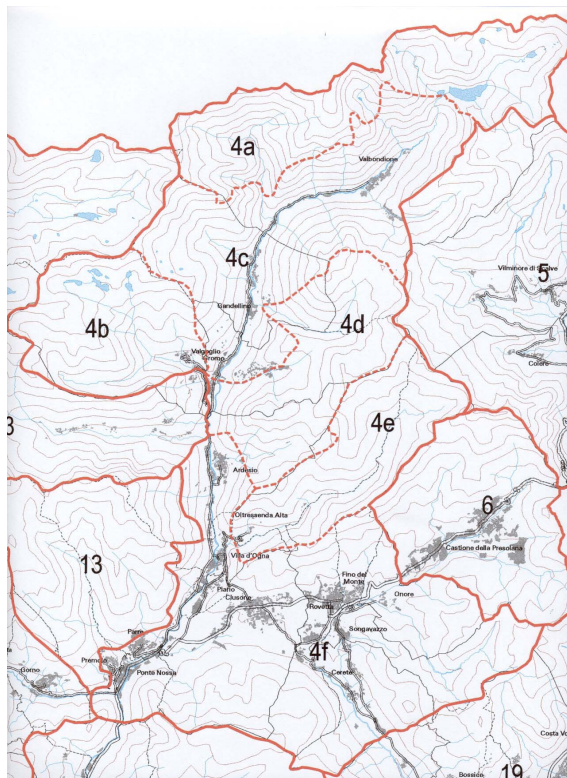 4a
Valbondione
4c
Vilminore di Scalve
5
Gandellino
4b
4d
Valgoglio
Gromo
Colere
3
4e
Ardesio
6
Oltressenda Alta
Castione della Presolana
Villa d'Ogna
13
Fino del
Monte
Piario
Onore
Clusone
Rovetta
Songavazzo
Parre
4f
Premolo
Gorno
Ponte Nossa
Cerete
Costa Vo
19
Bossico